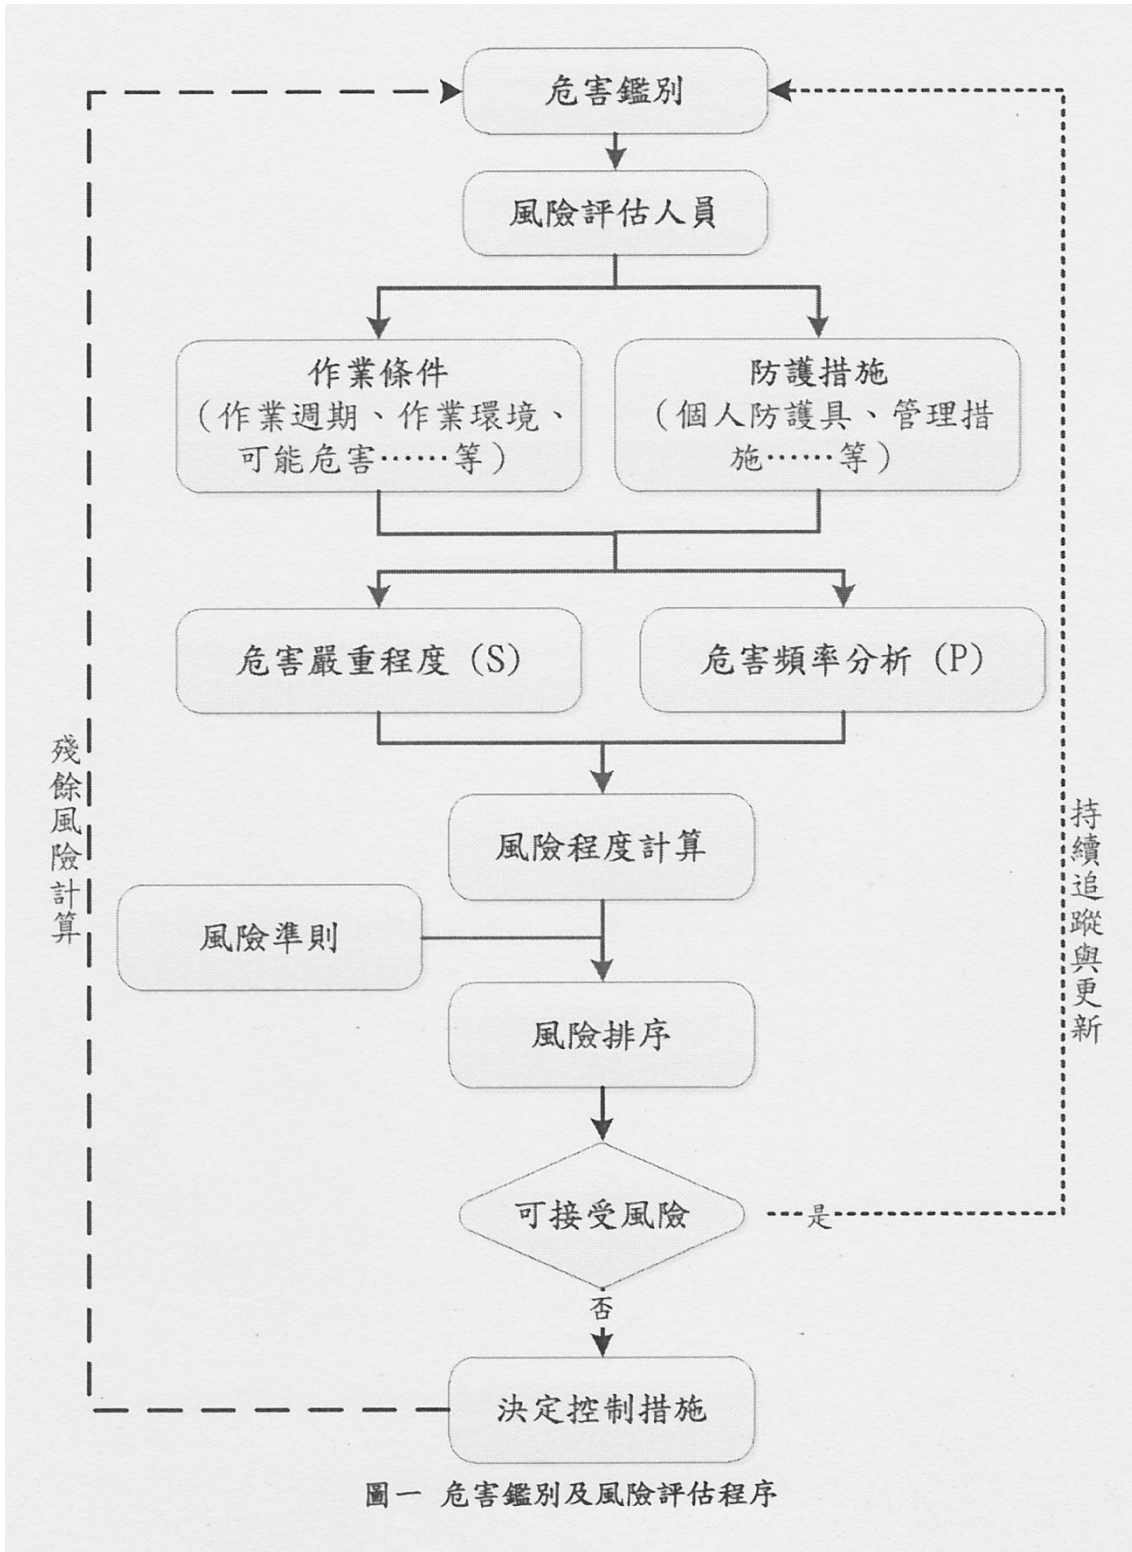 危害鑑別
風險評估人員
作業條件
（作業週期、作業環境、
可能危害……等）
防護措施
（個人防護具、管理措
施……等）
危害嚴重程度 (S)
危害頻率分析 (P)
殘餘風險計算
風險程度計算
持續追蹤與更新
風險準則
風險排序
可接受風險
是
否
決定控制措施
圖一 危害鑑別及風險評估程序